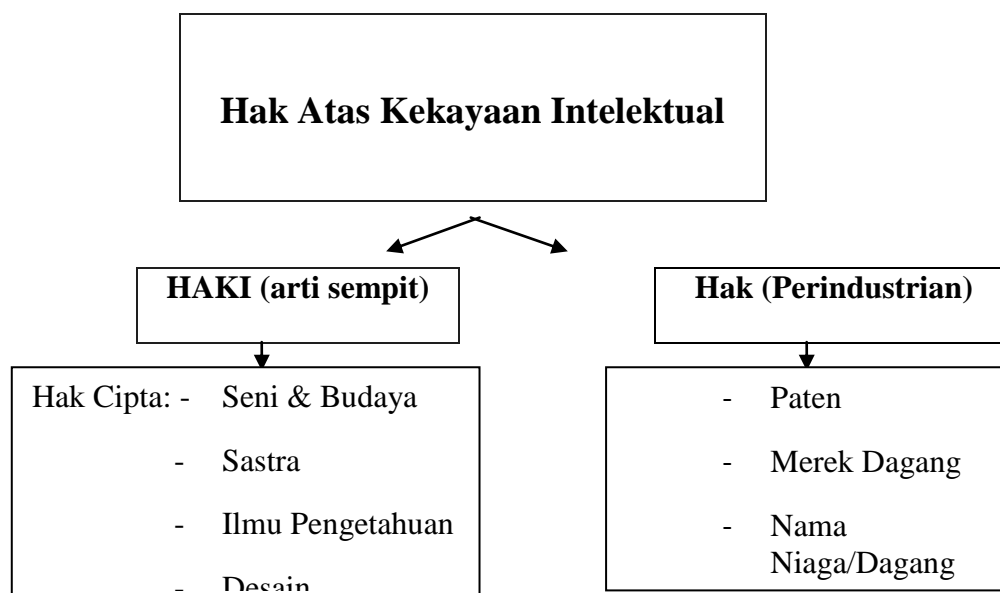 Hak Atas Kekayaan Intelektual
HAKI (arti sempit)
Hak (Perindustrian)
Hak Cipta: - Seni & Budaya
- Sastra
- Ilmu Pengetahuan
- Desain
- Paten
- Merek Dagang
- Nama
Niaga/Dagang